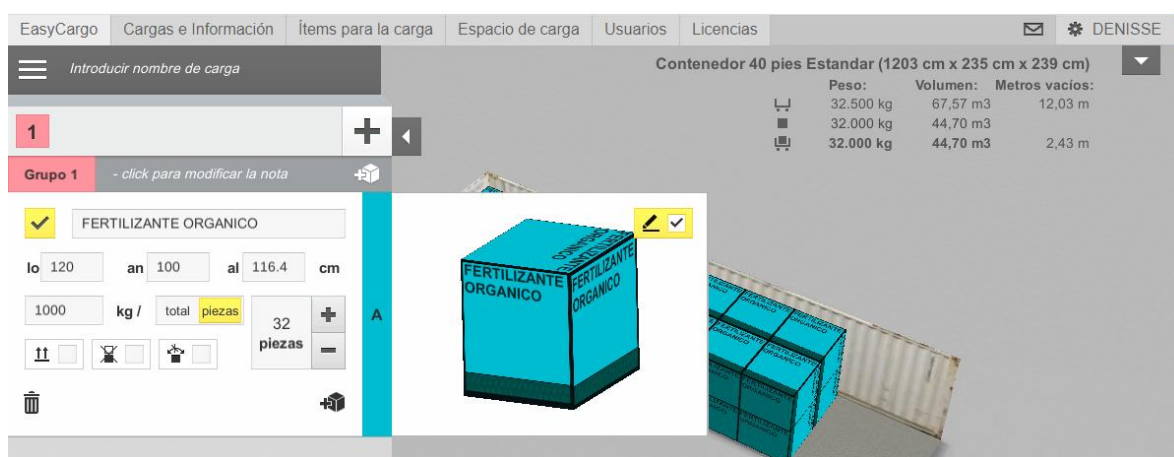 EasyCargo Cargas e Información Ítems para la carga Espacio de carga Usuarios Licencias DENISSE
Introducir nombre de carga
Contenedor 40 pies Estandar (1203 cm x 235 cm x 239 cm)
Peso: Volumen: Metros vacíos:
32.500 kg 67,57 m3 12,03 m
32.000 kg 44,70 m3
32.000 kg 44,70 m3 2,43 m
1
Grupo 1 - click para modificar la nota
FERTILIZANTE ORGANICO
lo 120 an 100 al 116.4 cm
1000 kg / total piezas
32
piezas
A
FERTILIZANTE
ORGANICO
FERTILIZANTE
ORGANICO
FERTILIZANTE
ORGANICO